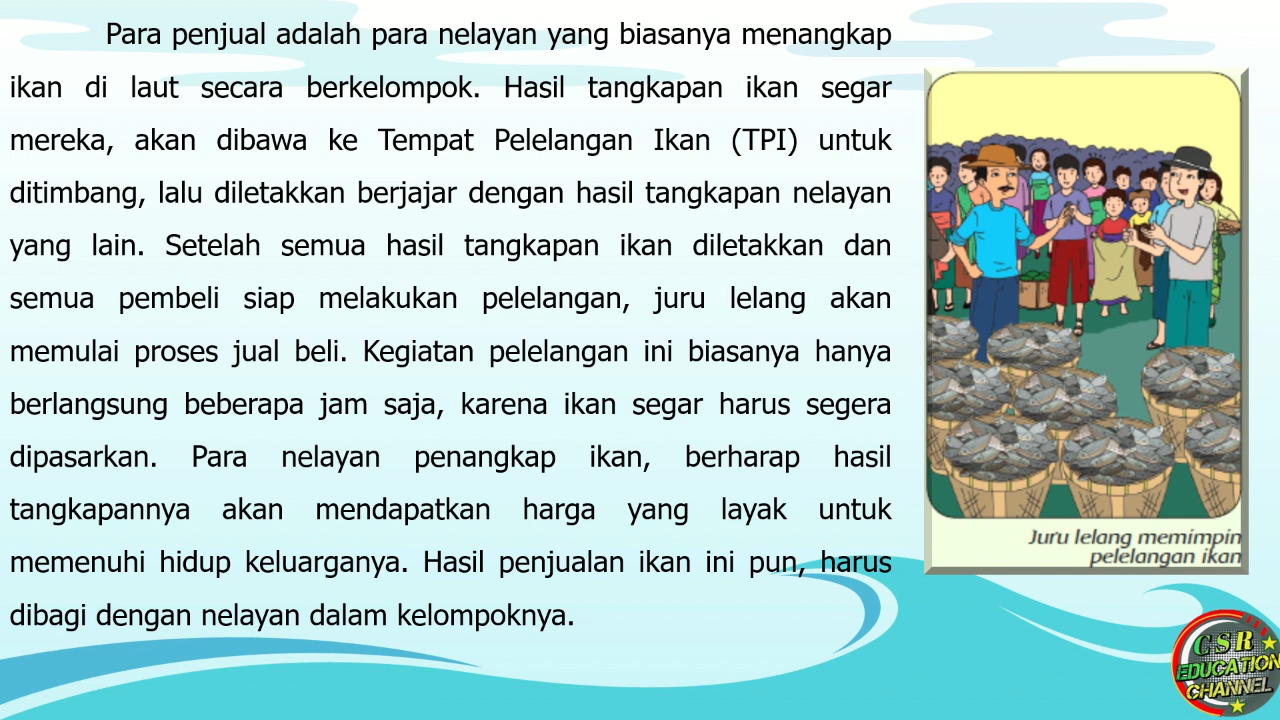 Para penjual adalah para nelayan yang biasanya menangkap
ikan di laut secara berkelompok. Hasil tangkapan ikan segar
mereka, akan dibawa ke Tempat Pelelangan Ikan (TPI) untuk
ditimbang, lalu diletakkan berjajar dengan hasil tangkapan nelayan
yang lain. Setelah semua hasil tangkapan ikan diletakkan dan
semua pembeli siap melakukan pelelangan, juru lelang akan
memulai proses jual beli. Kegiatan pelelangan ini biasanya hanya
berlangsung beberapa jam saja, karena ikan segar harus segera
dipasarkan. Para nelayan penangkap ikan, berharap hasil
tangkapannya akan mendapatkan harga yang layak untuk
memenuhi hidup keluarganya. Hasil penjualan ikan ini pun, harus
dibagi dengan nelayan dalam kelompoknya.
Juru lelang memimpin
pelelangan ikan
CSR
EDUCATION
CHANNEL